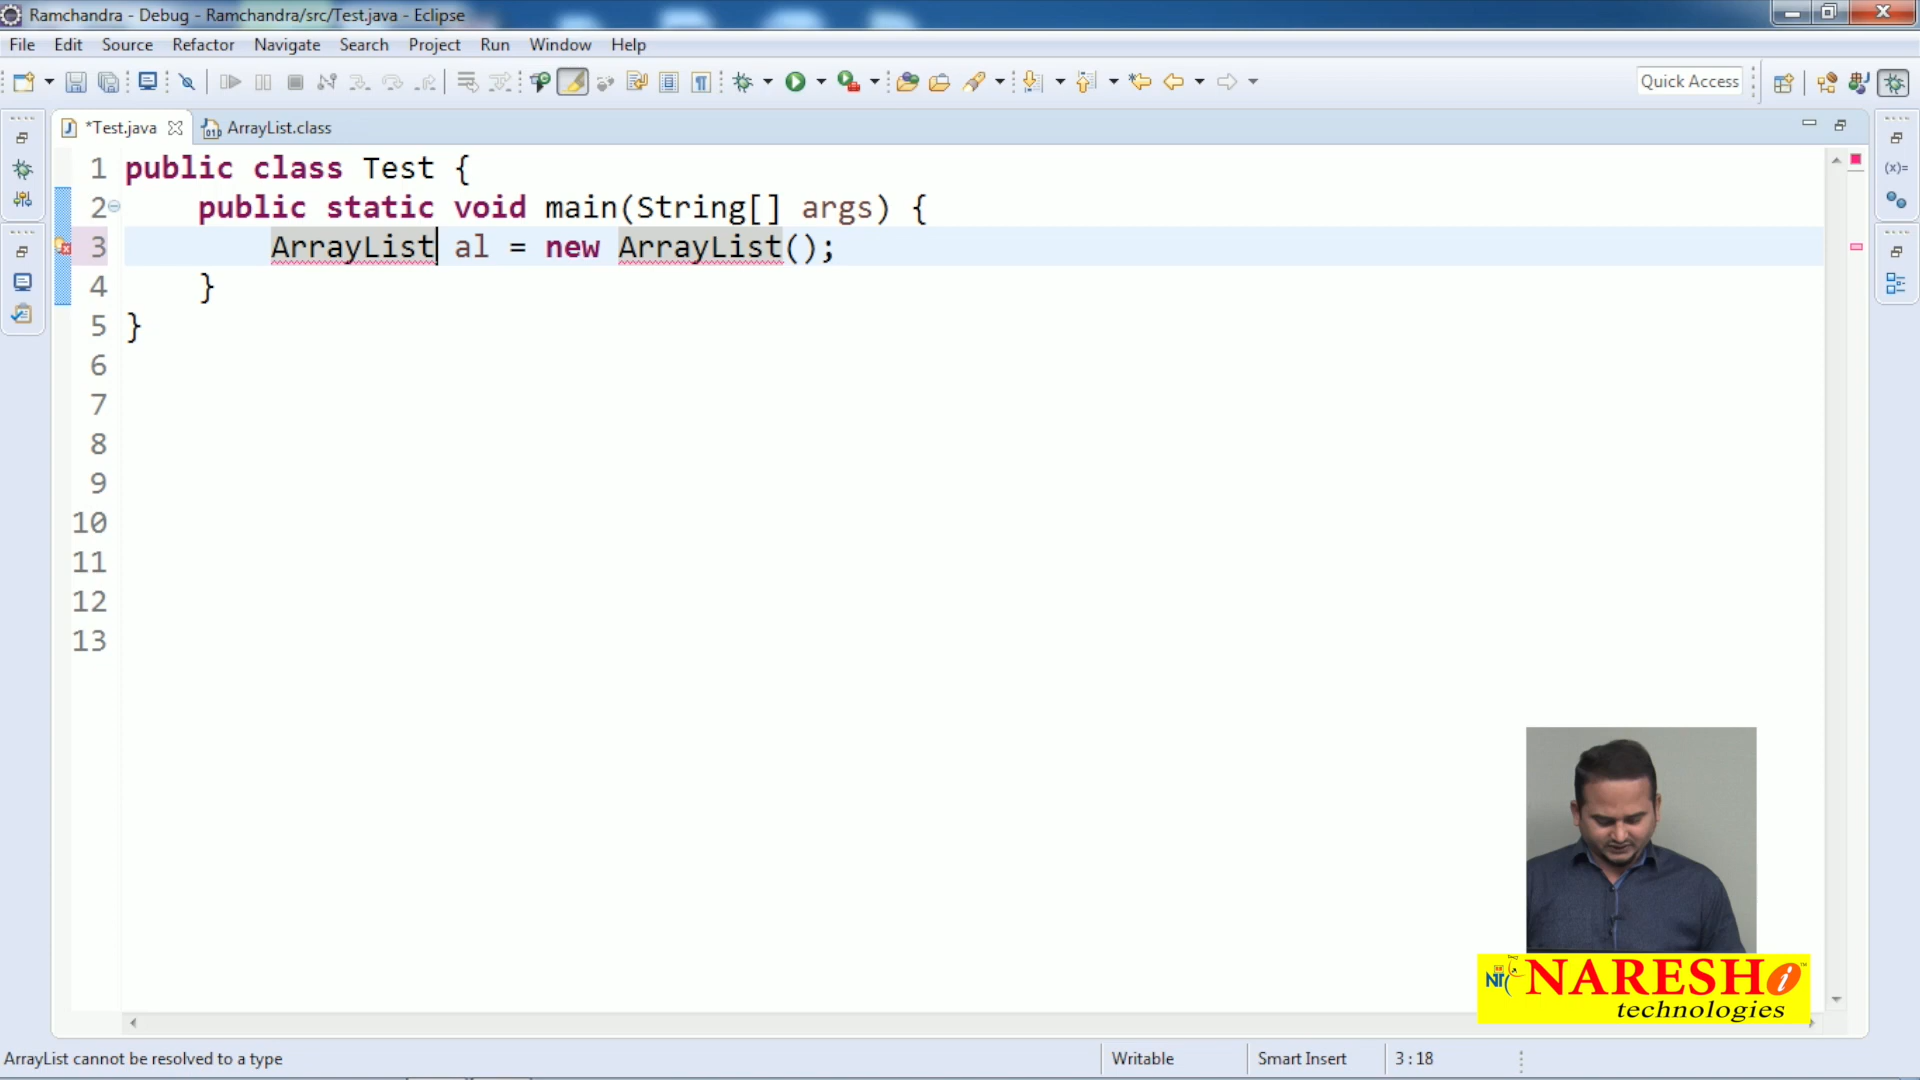 Ramchandra - Debug - Ramchandra/src/Test.java - Eclipse
File Edit Source Refactor Navigate Search Project Run Window Help
Quick Access
*Test.java ArrayList.class
1 public class Test {
2 public static void main(String[] args) {
3 ArrayList al = new ArrayList();
4 }
5 }
6
7
8
9
10
11
12
13
NARESH i
technologies
ArrayList cannot be resolved to a type Writable Smart Insert 3 : 18